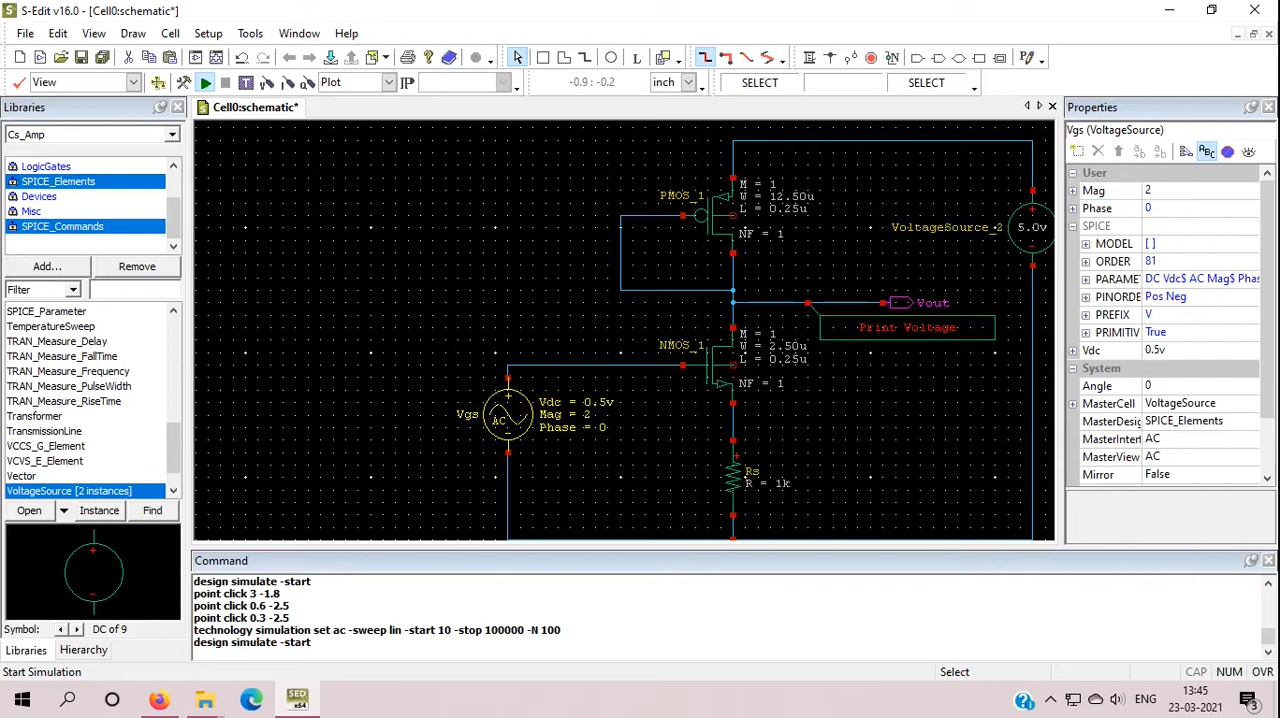 S-Edit v16.0 - [Cell0:schematic*]
File Edit View Draw Cell Setup Tools Window Help
View Plot -0.9 : -0.2 inch SELECT SELECT
Libraries
Cs_Amp
LogicGates
SPICE_Elements
Devices
Misc
SPICE_Commands
Add... Remove
Filter
SPICE_Parameter
TemperatureSweep
TRAN_Measure_Delay
TRAN_Measure_FallTime
TRAN_Measure_Frequency
TRAN_Measure_PulseWidth
TRAN_Measure_RiseTime
Transformer
TransmissionLine
VCCS_G_Element
VCVS_E_Element
Vector
VoltageSource [2 instances]
Open Instance Find
Symbol: DC of 9
Libraries Hierarchy
Cell0:schematic*
PMOS_1
M = 1
W = 12.50u
L = 0.25u
NF = 1
VoltageSource_2
5.0v
Vout
Print Voltage
NMOS_1
M = 1
W = 2.50u
L = 0.25u
NF = 1
Vgs
AC
Vdc = 0.5v
Mag = 2
Phase = 0
Rs
R = 1k
Properties
Vgs (VoltageSource)
User
Mag 2
Phase 0
SPICE
MODEL [ ]
ORDER 81
PARAMET DC Vdc$ AC Mag$ Phas
PINORDE Pos Neg
PREFIX V
PRIMITIV True
Vdc 0.5v
System
Angle 0
MasterCell VoltageSource
MasterDesig SPICE_Elements
MasterInterf AC
MasterView AC
Mirror False
Command
design simulate -start
point click 3 -1.8
point click 0.6 -2.5
point click 0.3 -2.5
technology simulation set ac -sweep lin -start 10 -stop 100000 -N 100
design simulate -start
Start Simulation Select CAP NUM OVR
SED x64
ENG 13:45
23-03-2021
3